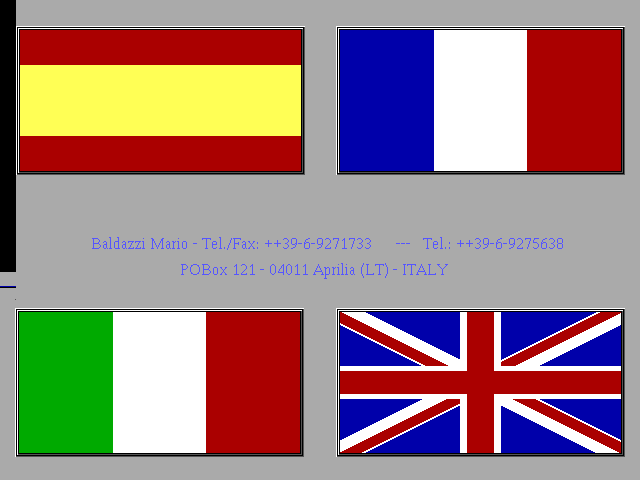 Baldazzi Mario - Tel./Fax: ++39-6-9271733 --- Tel.: ++39-6-9275638
POBox 121 - 04011 Aprilia (LT) - ITALY